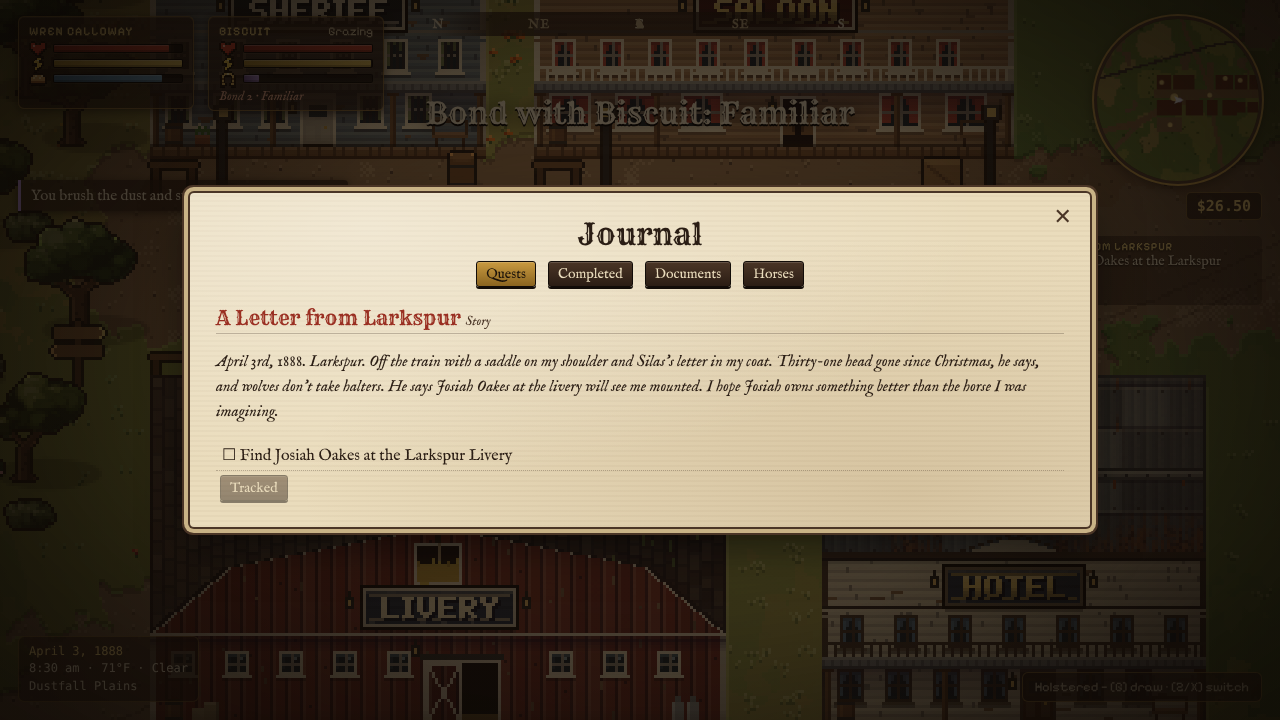 SHERIFF
SALOON
N NE E SE S
WREN CALLOWAY
BISCUIT Grazing
Bond 2 · Familiar
Bond with Biscuit: Familiar
You brush the dust and s
$26.50
OM LARKSPUR
Oakes at the Larkspur
Journal
✕
Quests Completed Documents Horses
A Letter from Larkspur Story
April 3rd, 1888. Larkspur. Off the train with a saddle on my shoulder and Silas's letter in my coat. Thirty-one head gone since Christmas, he says,
and wolves don't take halters. He says Josiah Oakes at the livery will see me mounted. I hope Josiah owns something better than the horse I was
imagining.
☐ Find Josiah Oakes at the Larkspur Livery
Tracked
LIVERY
HOTEL
April 3, 1888
8:30 am · 71°F · Clear
Dustfall Plains
Holstered - (G) draw · (2/X) switch